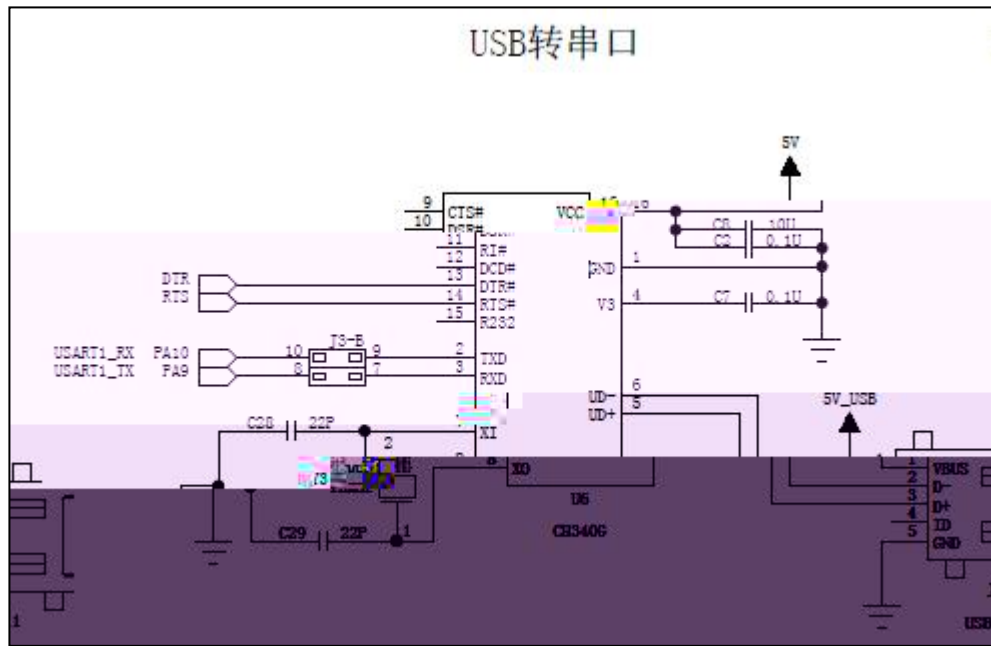 USB转串口
5V
9 CTS# VCC
10 DSR#
C8 10U
11 RI# C2 0.1U
12 DCD# GND 1
DTR 13 DTR#
RTS 14 RTS# V3 4 C7 0.1U
15 R232
J3-B
USART1_RX PA10 10 9 2 TXD
USART1_TX PA9 8 7 3 RXD
UD- 6
UD+ 5
5V_USB
C28 22P XI
2
8 XO
1 VBUS
2 D-
3 D+
4 ID
5 GND
U6
CH340G
C29 22P 1
1
USB